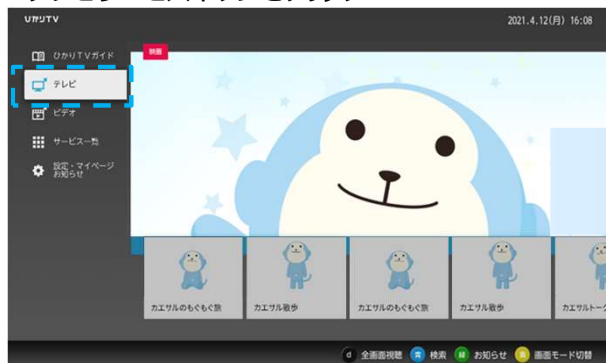 ひかりTV
2021.4.12(月) 16:08
ひかりTVガイド
映画
テレビ
ビデオ
サービス一覧
設定・マイページ
お知らせ
カエサルのもぐもぐ旅
カエサル散歩
カエサルのもぐもぐ旅
カエサル散歩
カエサルトーク
d 全画面視聴 青 検索 緑 お知らせ 黄 画面モード切替